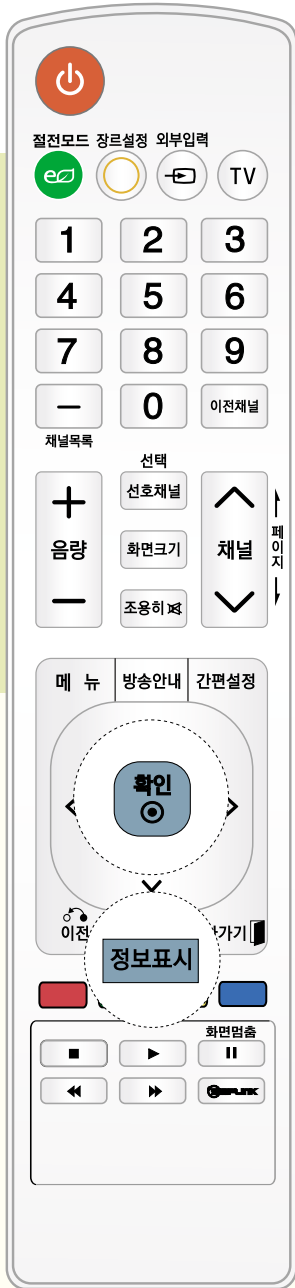 절전모드 장르설정 외부입력
TV
1 2 3
4 5 6
7 8 9
0 이전채널
채널목록
선택
선호채널
음량 화면크기 채널 페이지
조용히
메 뉴 방송안내 간편설정
확인
이전 가기
정보표시
화면멈춤